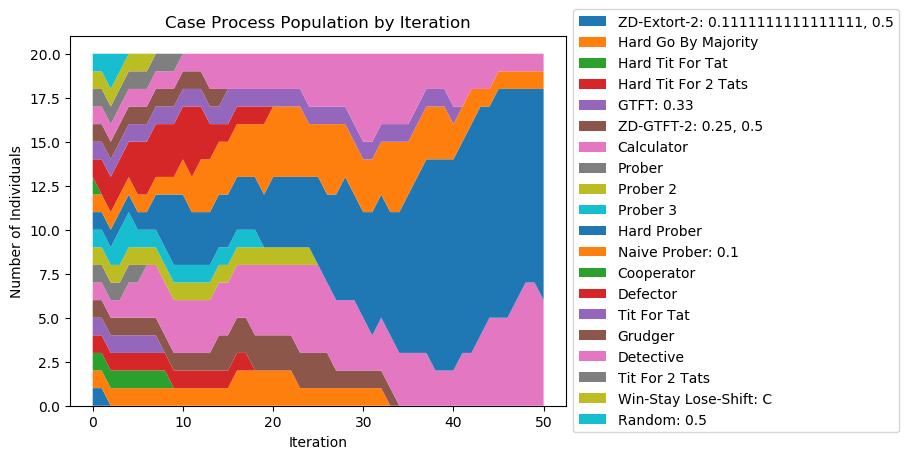 Case Process Population by Iteration
Number of Individuals
20.0
17.5
15.0
12.5
10.0
7.5
5.0
2.5
0.0
0 10 20 30 40 50
Iteration
ZD-Extort-2: 0.1111111111111111, 0.5
Hard Go By Majority
Hard Tit For Tat
Hard Tit For 2 Tats
GTFT: 0.33
ZD-GTFT-2: 0.25, 0.5
Calculator
Prober
Prober 2
Prober 3
Hard Prober
Naive Prober: 0.1
Cooperator
Defector
Tit For Tat
Grudger
Detective
Tit For 2 Tats
Win-Stay Lose-Shift: C
Random: 0.5